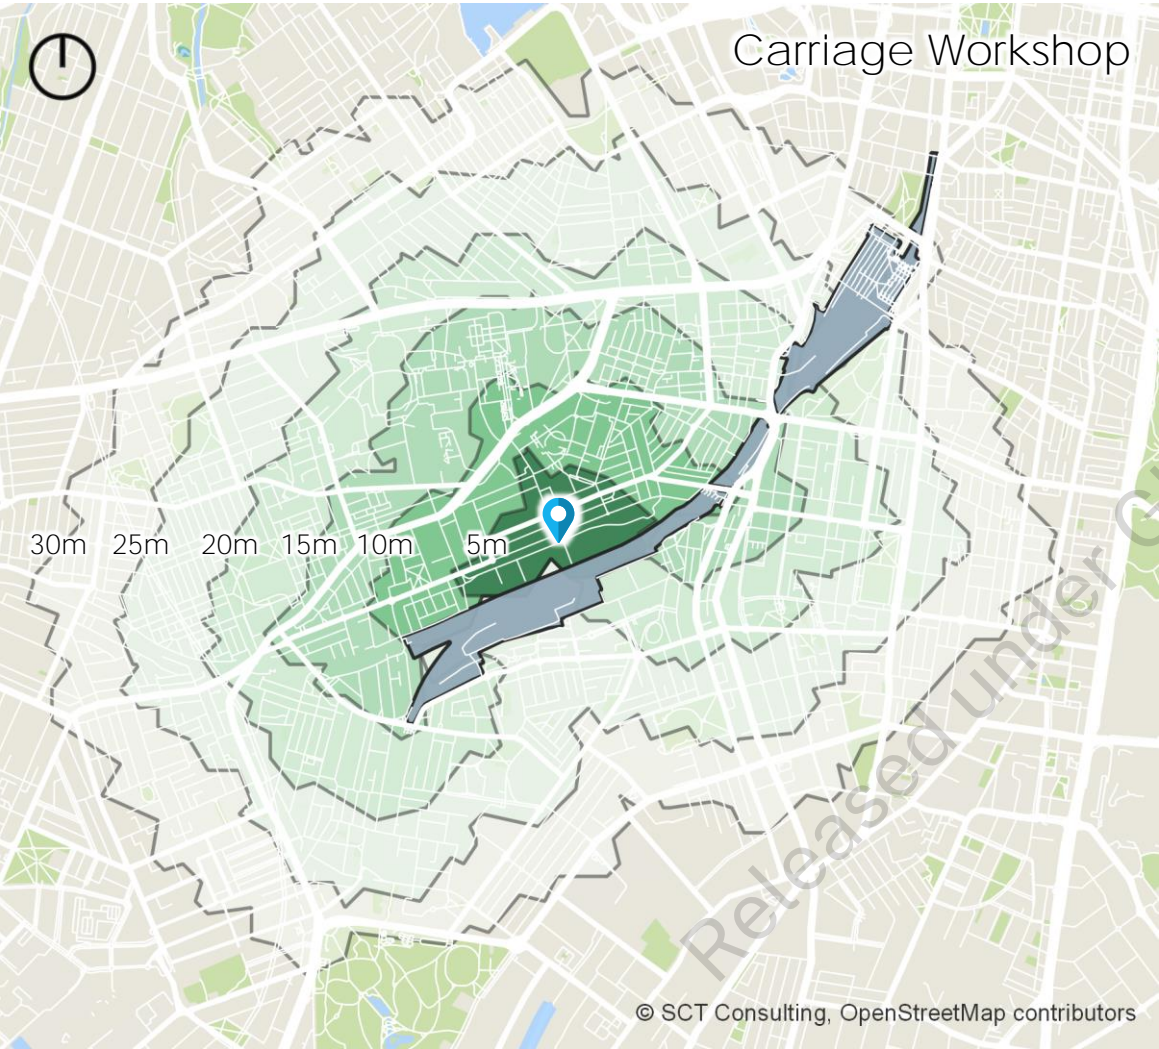 Carriage Workshop
30m 25m 20m 15m 10m 5m
Released under
© SCT Consulting, OpenStreetMap contributors